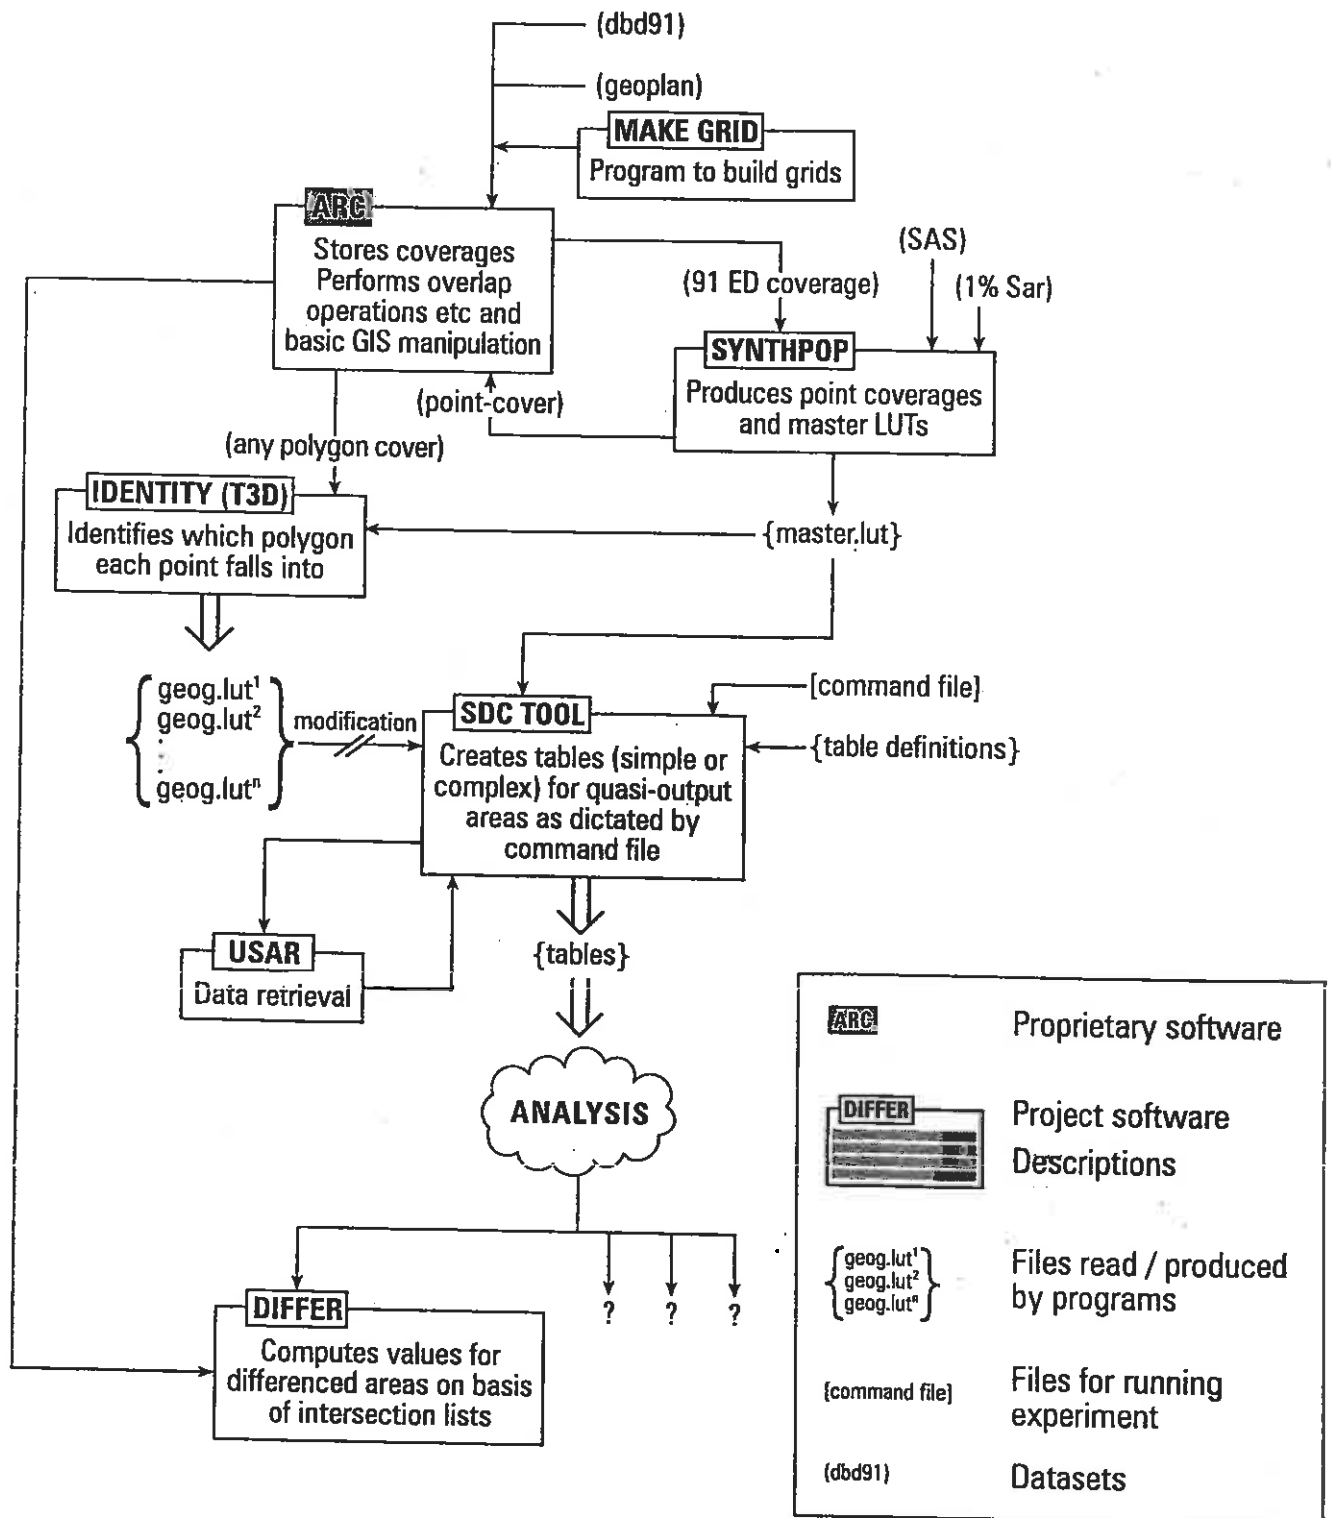 (dbd91)
(geoplan)
MAKE GRID
Program to build grids
ARC
Stores coverages
Performs overlap
operations etc and
basic GIS manipulation
(SAS)
(91 ED coverage)
(1% Sar)
SYNTHPOP
Produces point coverages
and master LUTs
(point-cover)
(any polygon cover)
IDENTITY (T3D)
Identifies which polygon
each point falls into
{master.lut}
geog.lut¹
geog.lut²
.
.
geog.lutⁿ
modification
[command file]
SDC TOOL
{table definitions}
Creates tables (simple or
complex) for quasi-output
areas as dictated by
command file
USAR
Data retrieval
{tables}
ANALYSIS
? ? ?
DIFFER
Computes values for
differenced areas on basis
of intersection lists
ARC
Proprietary software
DIFFER
Project software
Descriptions
geog.lut¹
geog.lut²
geog.lutⁿ
Files read / produced
by programs
[command file]
Files for running
experiment
(dbd91)
Datasets